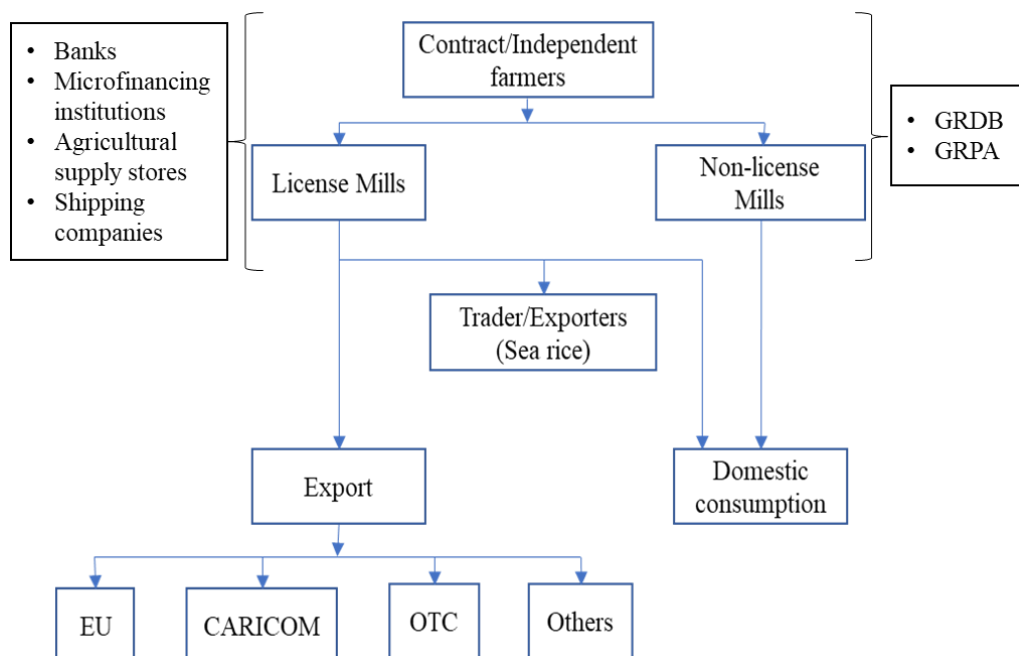 • Banks
• Microfinancing
institutions
• Agricultural
supply stores
• Shipping
companies
Contract/Independent
farmers
• GRDB
• GRPA
License Mills
Non-license
Mills
Trader/Exporters
(Sea rice)
Export
Domestic
consumption
EU
CARICOM
OTC
Others